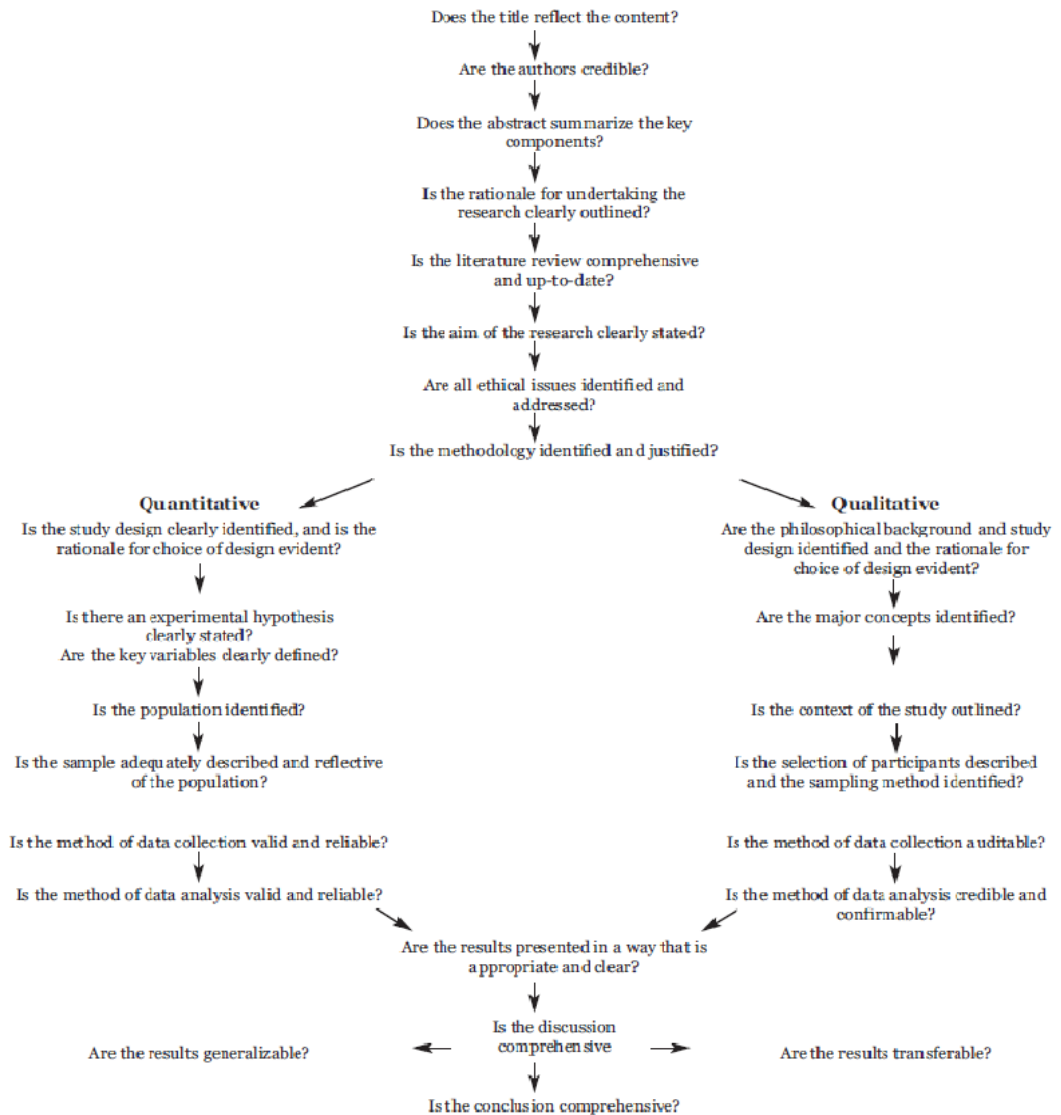 Does the title reflect the content?
Are the authors credible?
Does the abstract summarize the key
components?
Is the rationale for undertaking the
research clearly outlined?
Is the literature review comprehensive
and up-to-date?
Is the aim of the research clearly stated?
Are all ethical issues identified and
addressed?
Is the methodology identified and justified?
Quantitative
Is the study design clearly identified, and is the
rationale for choice of design evident?
Is there an experimental hypothesis
clearly stated?
Are the key variables clearly defined?
Is the population identified?
Is the sample adequately described and reflective
of the population?
Is the method of data collection valid and reliable?
Is the method of data analysis valid and reliable?
Qualitative
Are the philosophical background and study
design identified and the rationale for
choice of design evident?
Are the major concepts identified?
Is the context of the study outlined?
Is the selection of participants described
and the sampling method identified?
Is the method of data collection auditable?
Is the method of data analysis credible and
confirmable?
Are the results presented in a way that is
appropriate and clear?
Is the discussion
comprehensive
Are the results generalizable?
Are the results transferable?
Is the conclusion comprehensive?